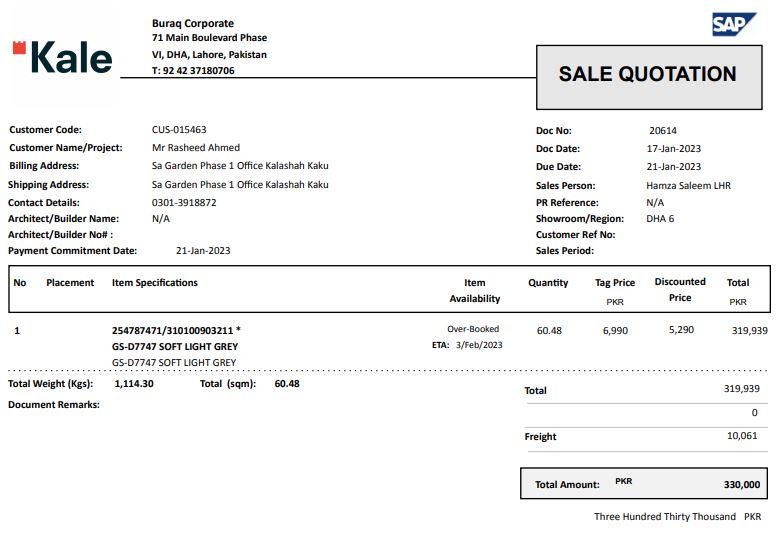 Kale
Buraq Corporate
71 Main Boulevard Phase
VI, DHA, Lahore, Pakistan
T: 92 42 37180706
SAP
SALE QUOTATION
Customer Code: CUS-015463
Customer Name/Project: Mr Rasheed Ahmed
Billing Address: Sa Garden Phase 1 Office Kalashah Kaku
Shipping Address: Sa Garden Phase 1 Office Kalashah Kaku
Contact Details: 0301-3918872
Architect/Builder Name: N/A
Architect/Builder No# :
Payment Commitment Date: 21-Jan-2023
Doc No: 20614
Doc Date: 17-Jan-2023
Due Date: 21-Jan-2023
Sales Person: Hamza Saleem LHR
PR Reference: N/A
Showroom/Region: DHA 6
Customer Ref No:
Sales Period:
No Placement Item Specifications Item Availability Quantity Tag Price PKR Discounted Price Total PKR
1 254787471/310100903211 * Over-Booked 60.48 6,990 5,290 319,939
GS-D7747 SOFT LIGHT GREY ETA: 3/Feb/2023
GS-D7747 SOFT LIGHT GREY
Total Weight (Kgs): 1,114.30 Total (sqm): 60.48
Document Remarks:
Total 319,939
0
Freight 10,061
Total Amount: PKR 330,000
Three Hundred Thirty Thousand PKR